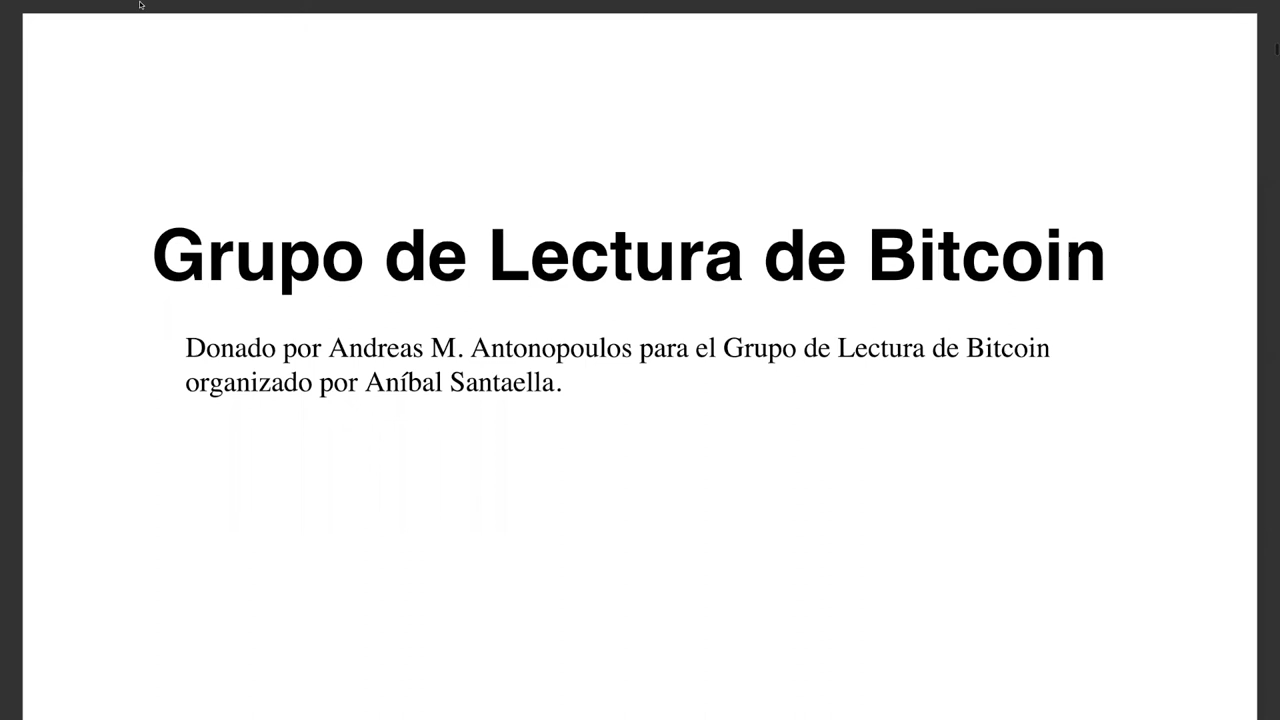 Grupo de Lectura de Bitcoin
Donado por Andreas M. Antonopoulos para el Grupo de Lectura de Bitcoin
organizado por Aníbal Santaella.